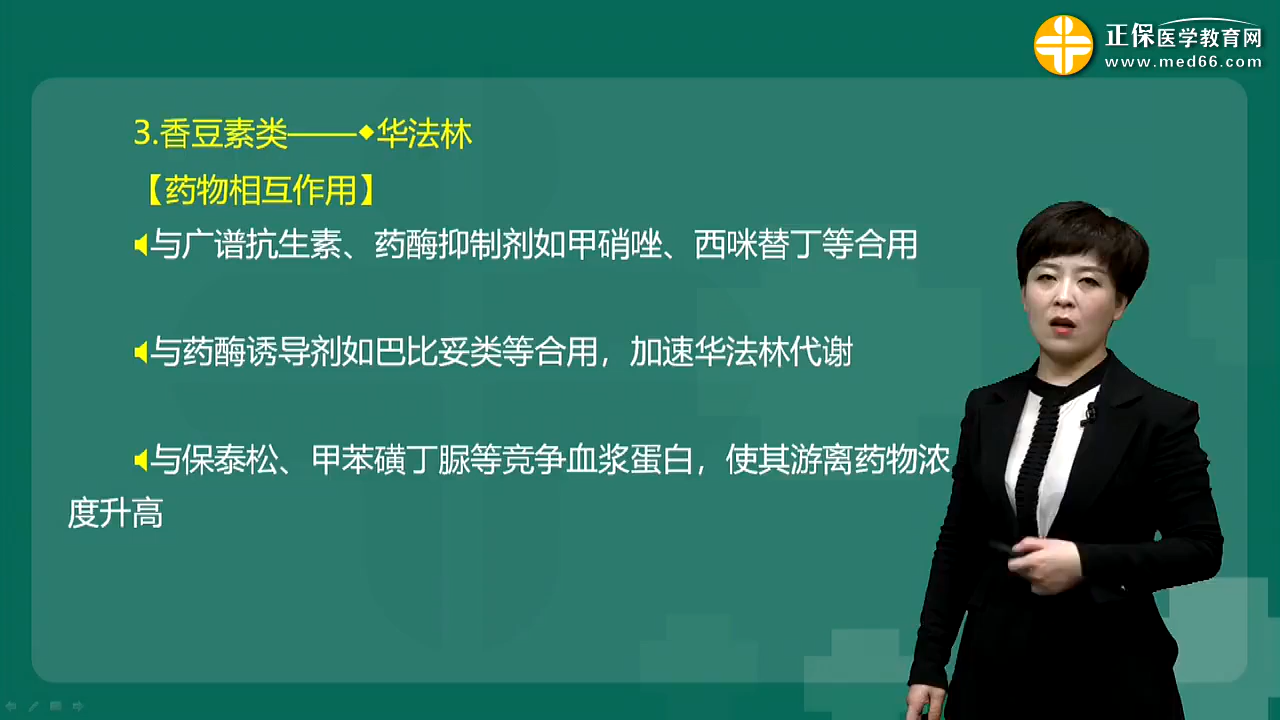 正保医学教育网
www.med66.com
3.香豆素类——◆华法林
【药物相互作用】
与广谱抗生素、药酶抑制剂如甲硝唑、西咪替丁等合用
与药酶诱导剂如巴比妥类等合用，加速华法林代谢
与保泰松、甲苯磺丁脲等竞争血浆蛋白，使其游离药物浓
度升高